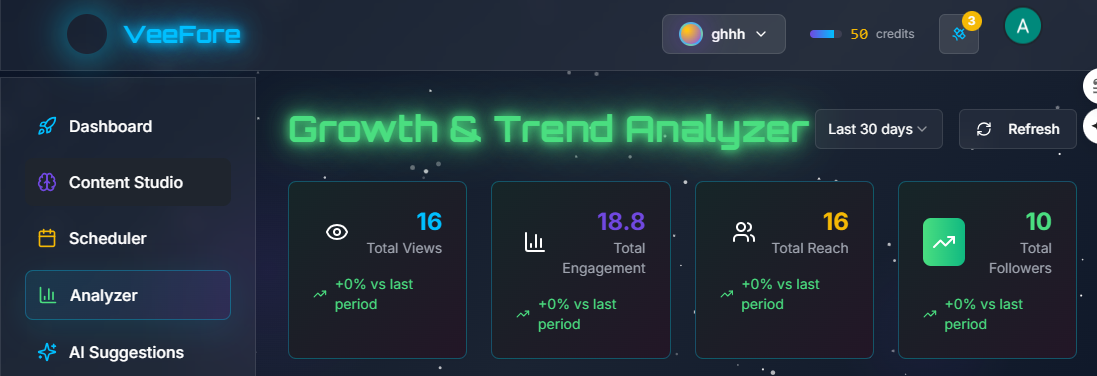 VeeFore
ghhh
50 credits
3
A
Dashboard
Content Studio
Scheduler
Analyzer
AI Suggestions
Growth & Trend Analyzer
Last 30 days
Refresh
16
Total Views
+0% vs last
period
18.8
Total
Engagement
+0% vs last
period
16
Total Reach
+0% vs last
period
10
Total
Followers
+0% vs last
period